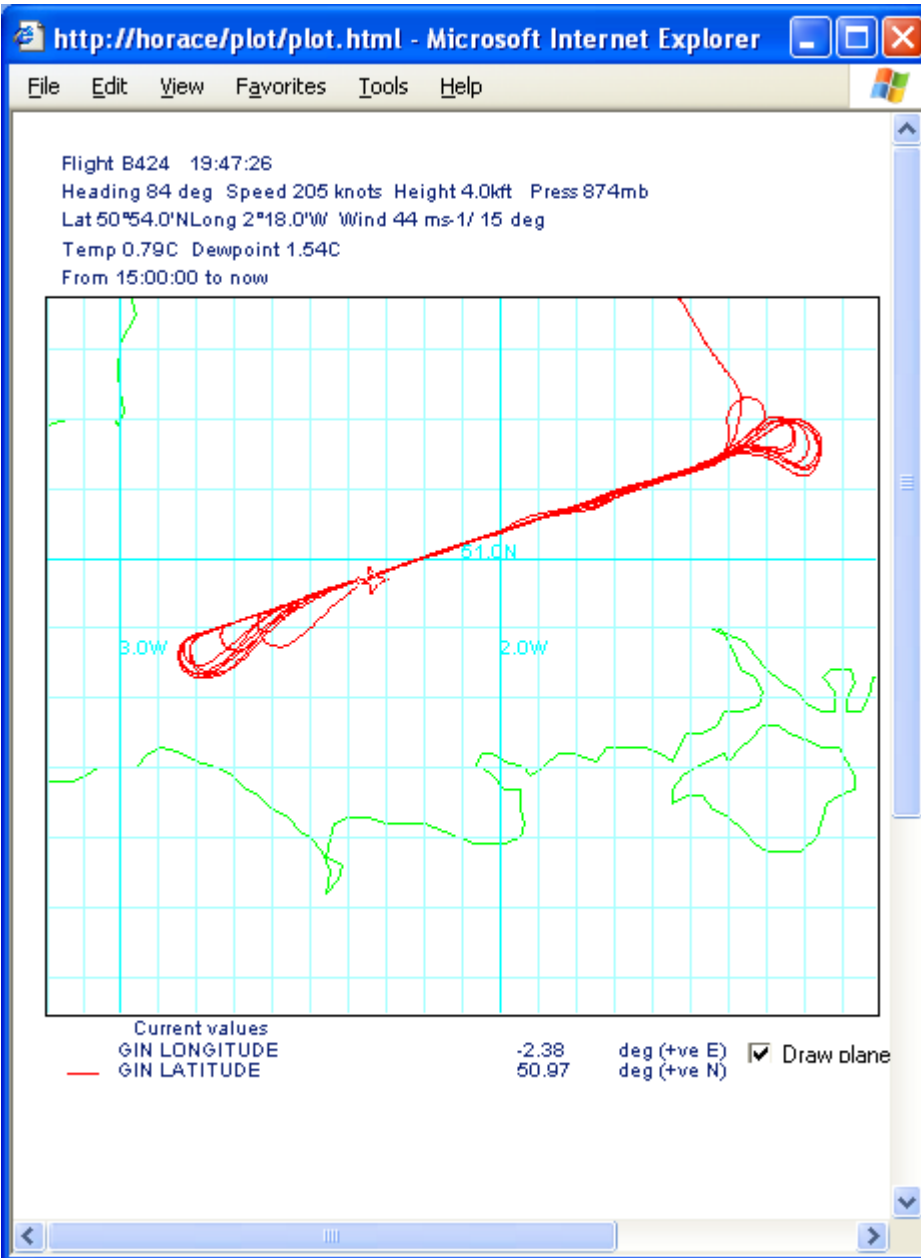 http://horace/plot/plot.html - Microsoft Internet Explorer
File Edit View Favorites Tools Help
Flight B424 19:47:26
Heading 84 deg Speed 205 knots Height 4.0kft Press 874mb
Lat 50°54.0'NLong 2°18.0'W Wind 44 ms-1/ 15 deg
Temp 0.79C Dewpoint 1.54C
From 15:00:00 to now
51.0N
3.0W 2.0W
Current values
GIN LONGITUDE -2.38 deg (+ve E) Draw plane
GIN LATITUDE 50.97 deg (+ve N)